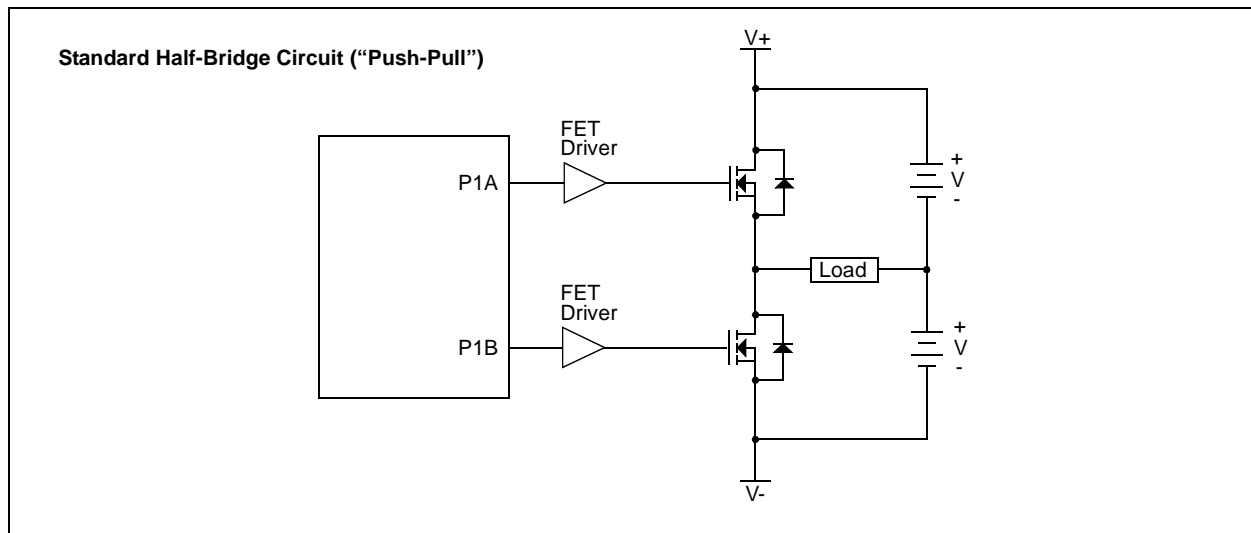 Standard Half-Bridge Circuit (“Push-Pull”)
V+
FET
Driver
P1A
+
V
-
Load
FET
Driver
P1B
+
V
-
V-